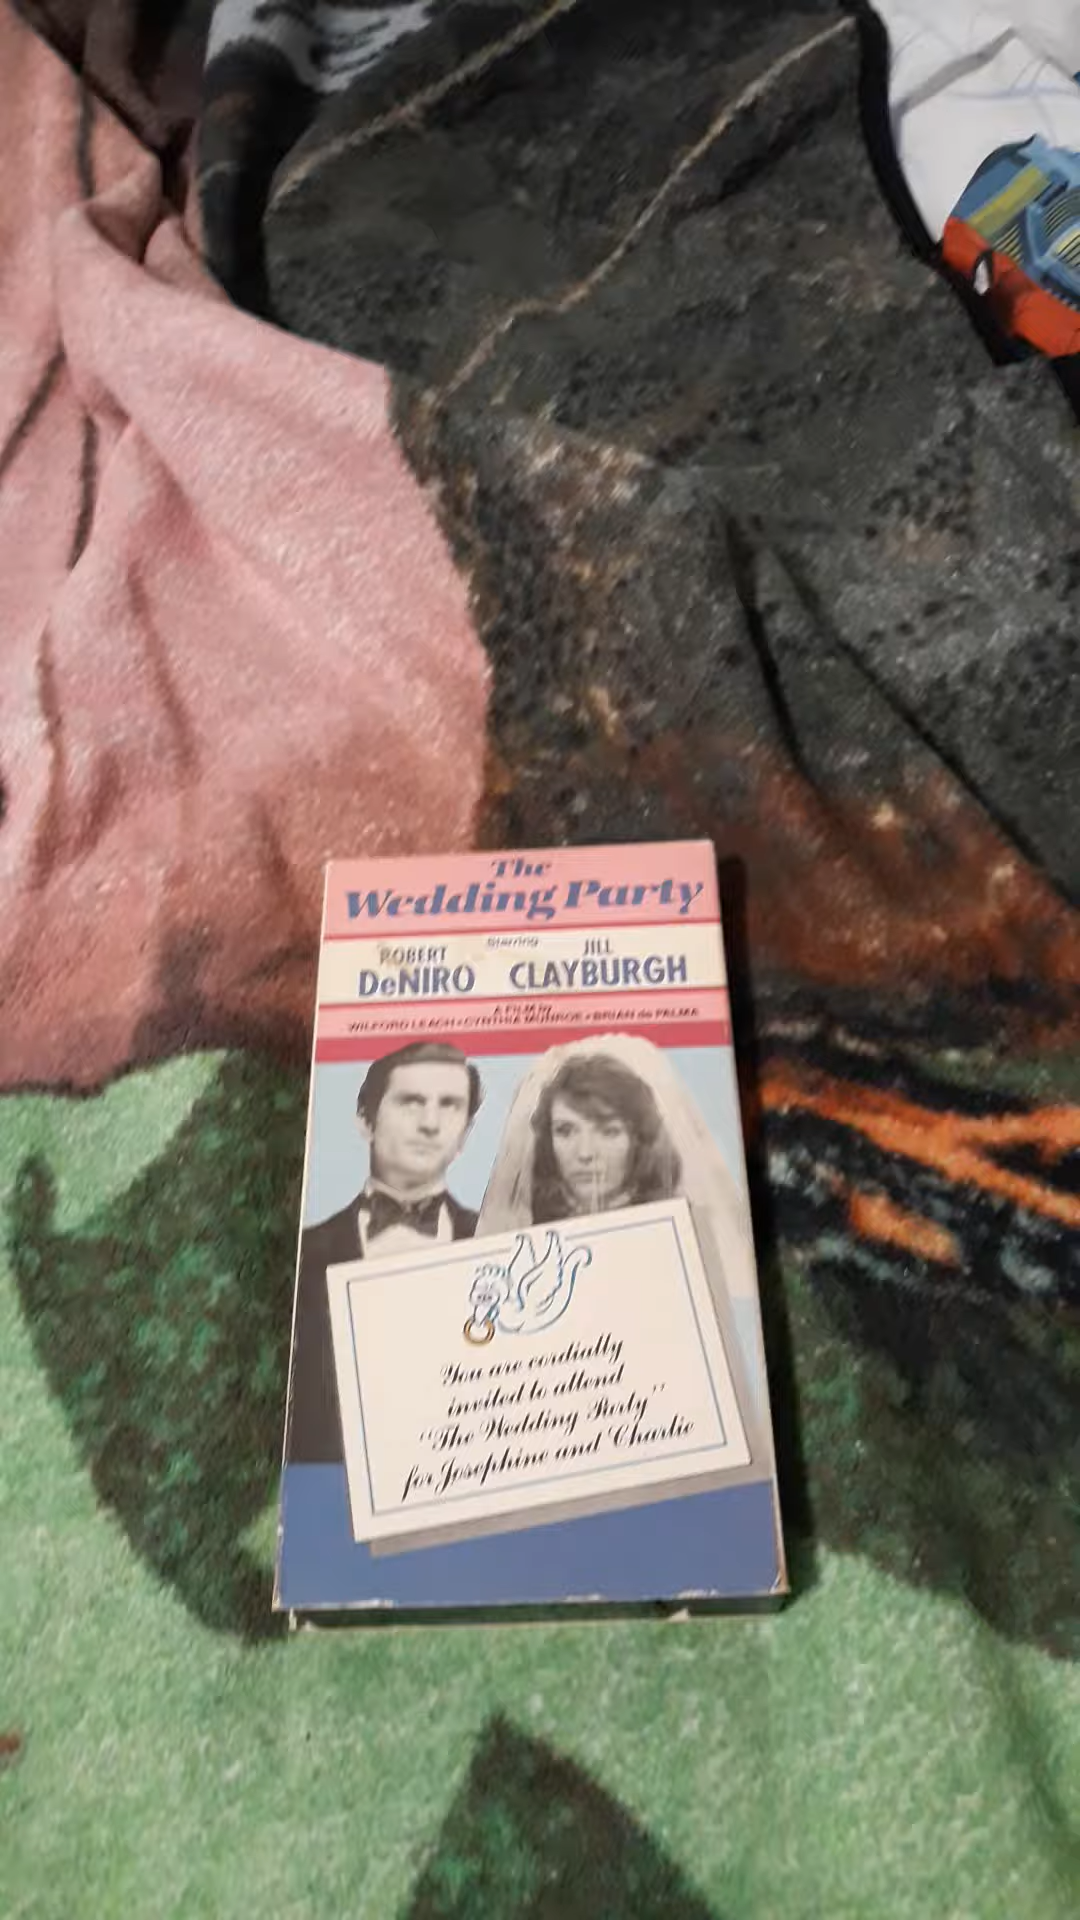 The
Wedding Party
Starring
ROBERT JILL
DeNIRO CLAYBURGH
A FILM by
WILFORD LEACH • CYNTHIA MUNROE • BRIAN de PALMA
You are cordially
invited to attend
"The Wedding Party"
for Josephine and Charlie